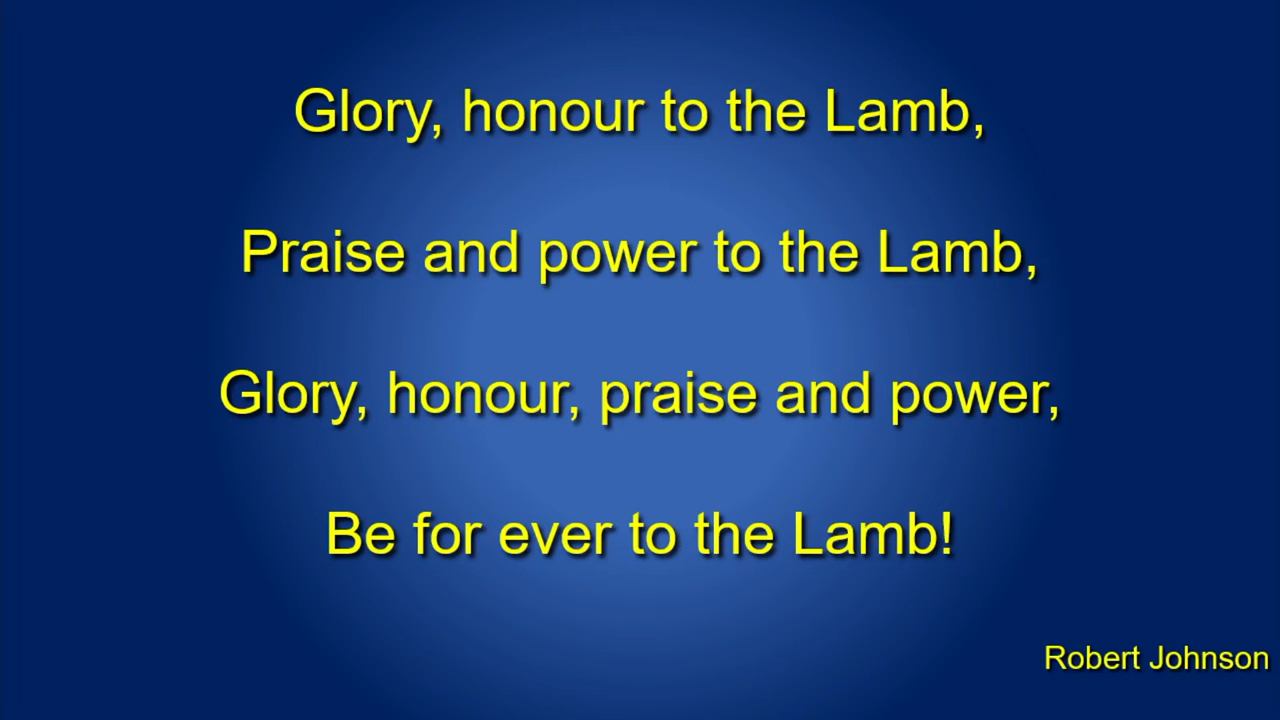 Glory, honour to the Lamb,
Praise and power to the Lamb,
Glory, honour, praise and power,
Be for ever to the Lamb!
Robert Johnson